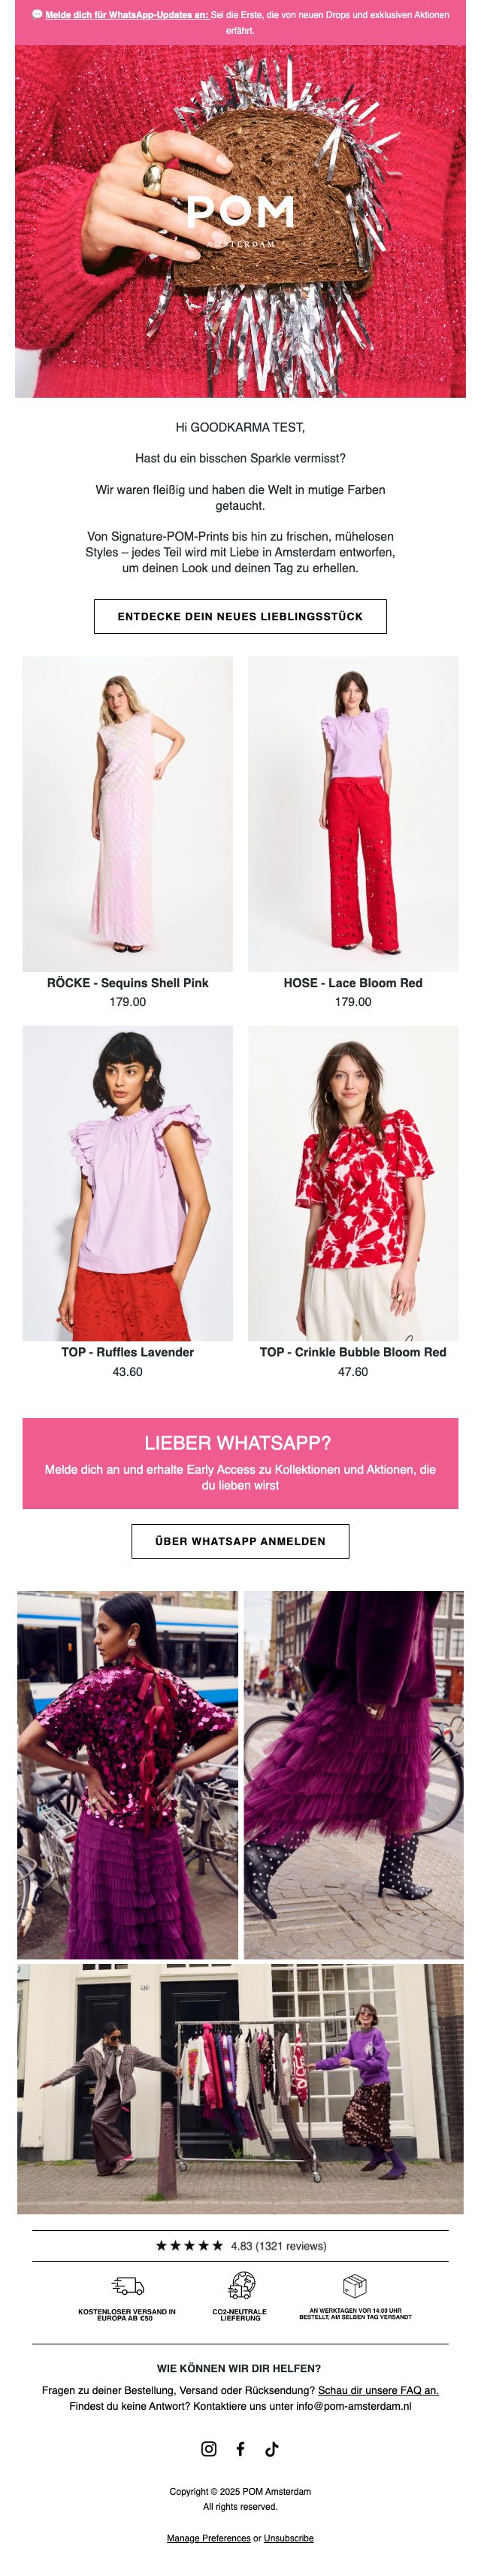 Melde dich für WhatsApp-Updates an: Sei die Erste, die von neuen Drops und exklusiven Aktionen
erfährt.
POM
AMSTERDAM
Hi GOODKARMA TEST,
Hast du ein bisschen Sparkle vermisst?
Wir waren fleißig und haben die Welt in mutige Farben
getaucht.
Von Signature-POM-Prints bis hin zu frischen, mühelosen
Styles – jedes Teil wird mit Liebe in Amsterdam entworfen,
um deinen Look und deinen Tag zu erhellen.
ENTDECKE DEIN NEUES LIEBLINGSSTÜCK
RÖCKE - Sequins Shell Pink
179.00
HOSE - Lace Bloom Red
179.00
TOP - Ruffles Lavender
43.60
TOP - Crinkle Bubble Bloom Red
47.60
LIEBER WHATSAPP?
Melde dich an und erhalte Early Access zu Kollektionen und Aktionen, die
du lieben wirst
ÜBER WHATSAPP ANMELDEN
4.83 (1321 reviews)
KOSTENLOSER VERSAND IN
EUROPA AB €50
CO2-NEUTRALE
LIEFERUNG
AN WERKTAGEN VOR 14:00 UHR
BESTELLT, AM SELBEN TAG VERSANDT
WIE KÖNNEN WIR DIR HELFEN?
Fragen zu deiner Bestellung, Versand oder Rücksendung? Schau dir unsere FAQ an.
Findest du keine Antwort? Kontaktiere uns unter info@pom-amsterdam.nl
Copyright © 2025 POM Amsterdam
All rights reserved.
Manage Preferences or Unsubscribe